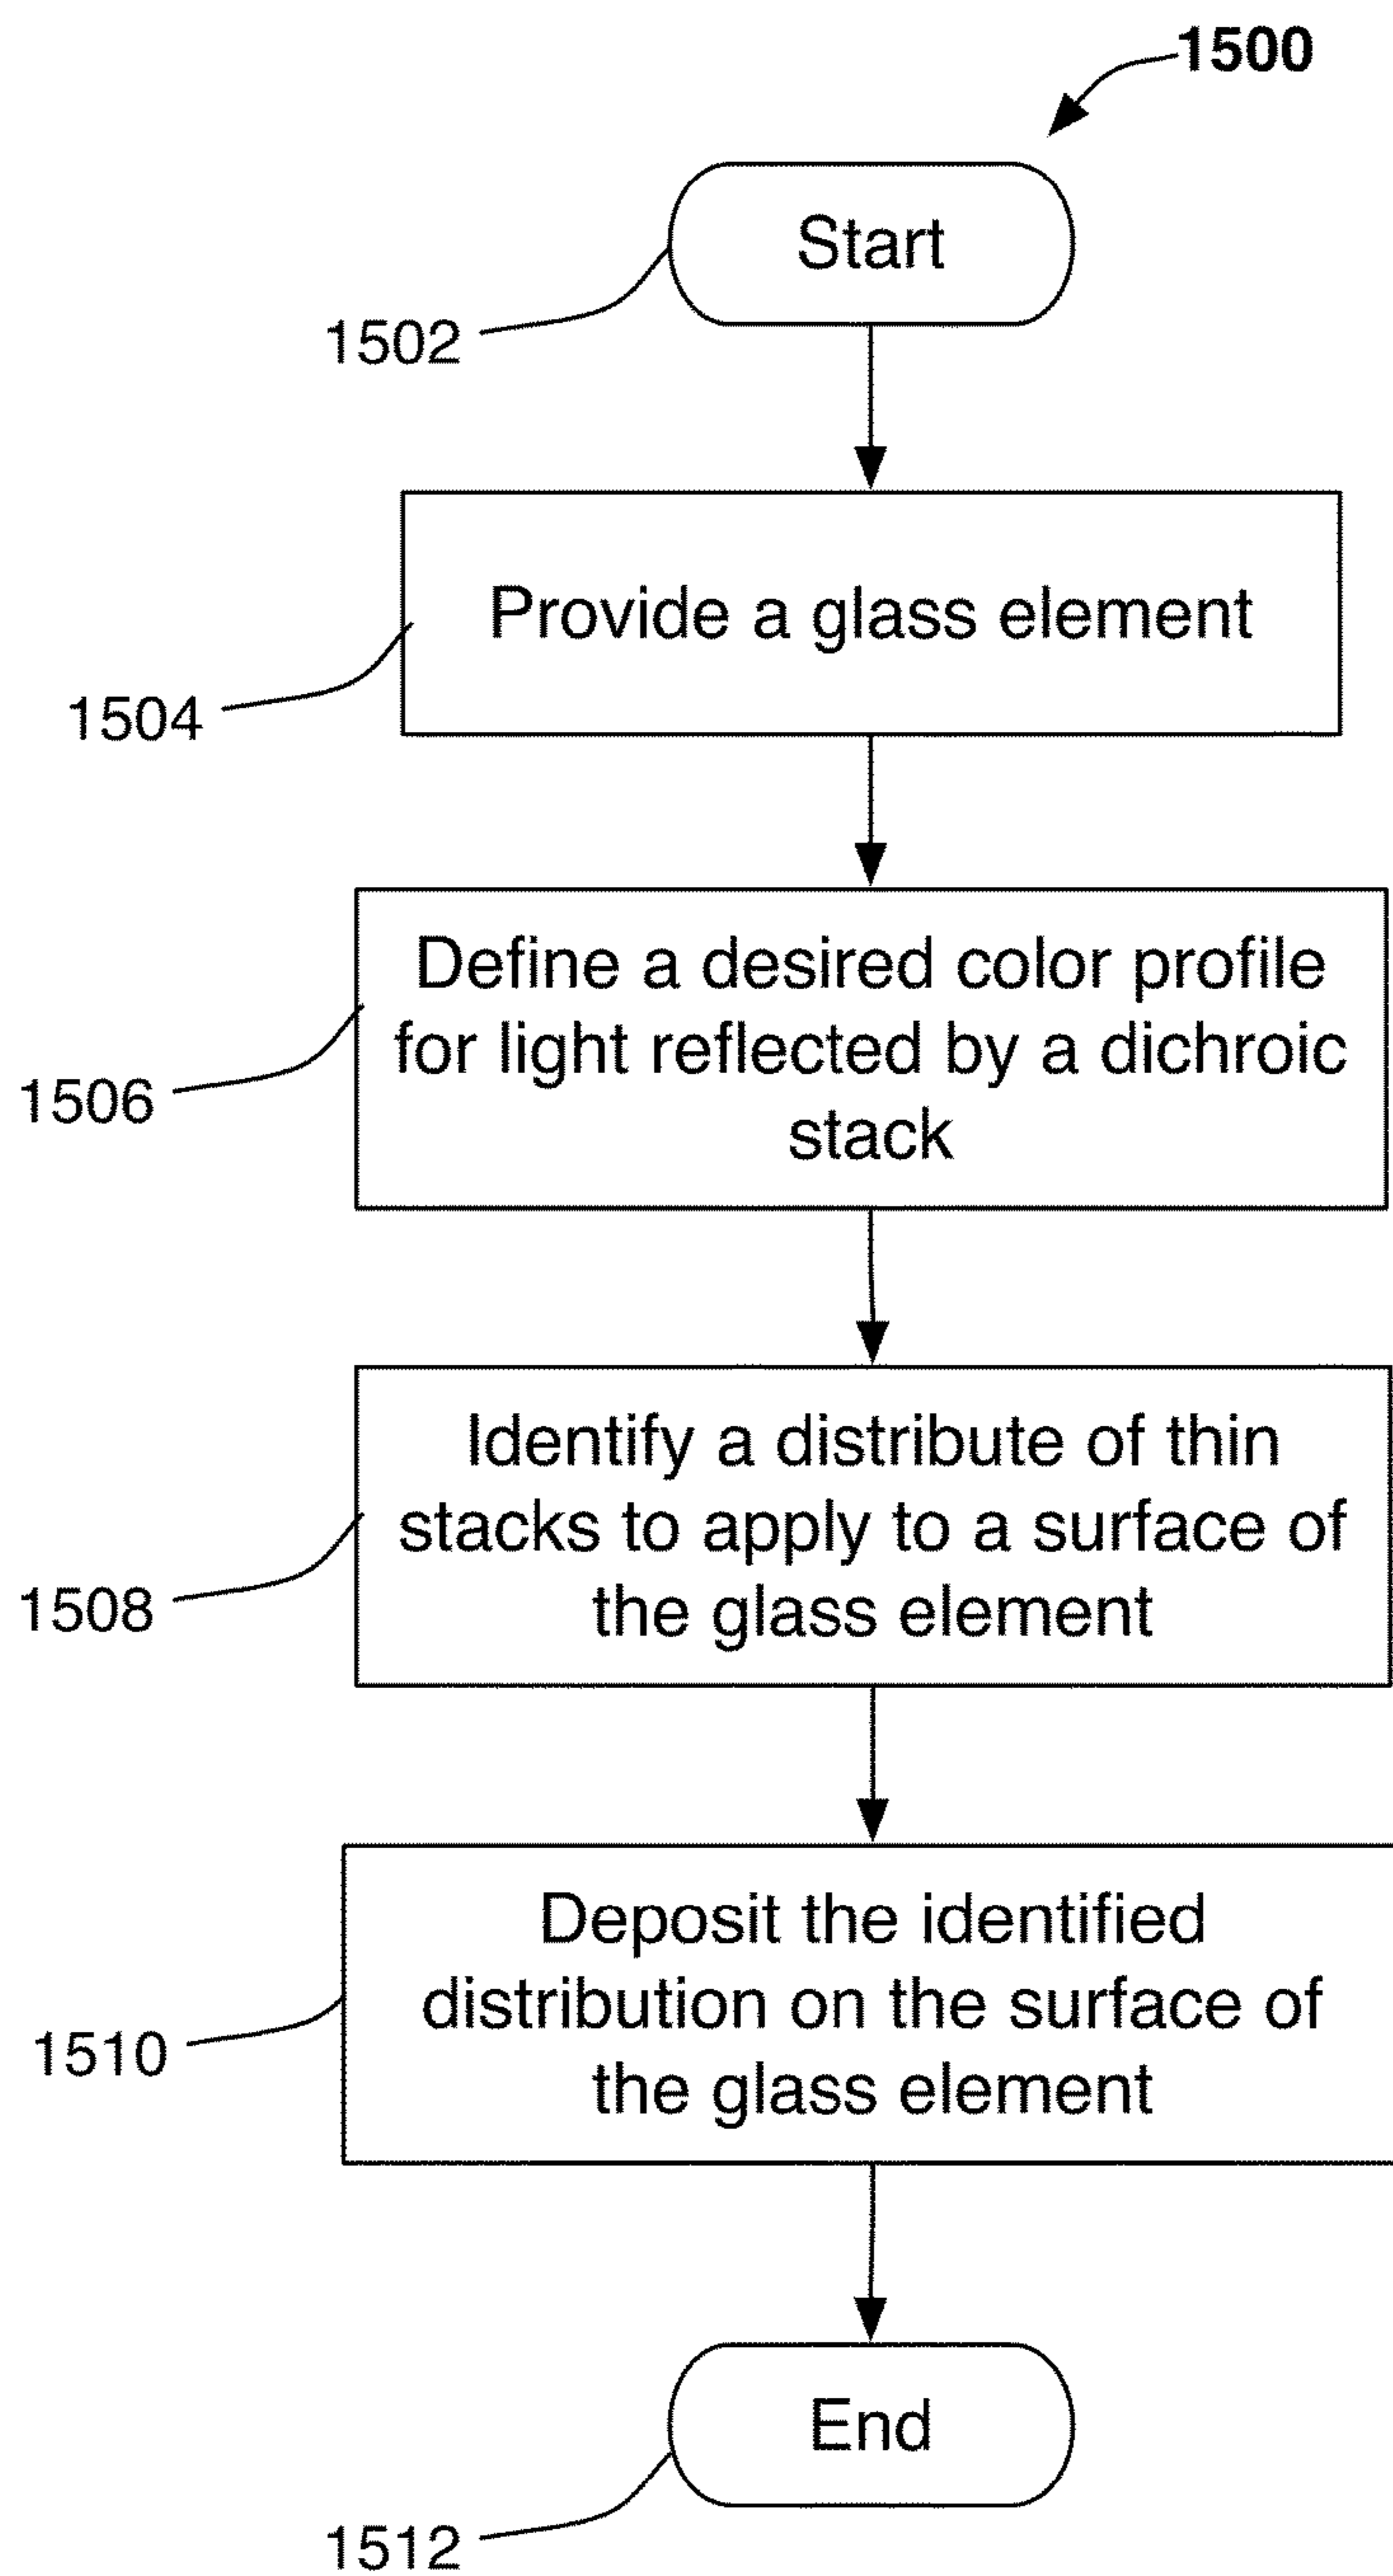 1500
Start
1502
Provide a glass element
1504
Define a desired color profile
for light reflected by a dichroic
stack
1506
Identify a distribute of thin
stacks to apply to a surface of
the glass element
1508
Deposit the identified
distribution on the surface of
the glass element
1510
End
1512